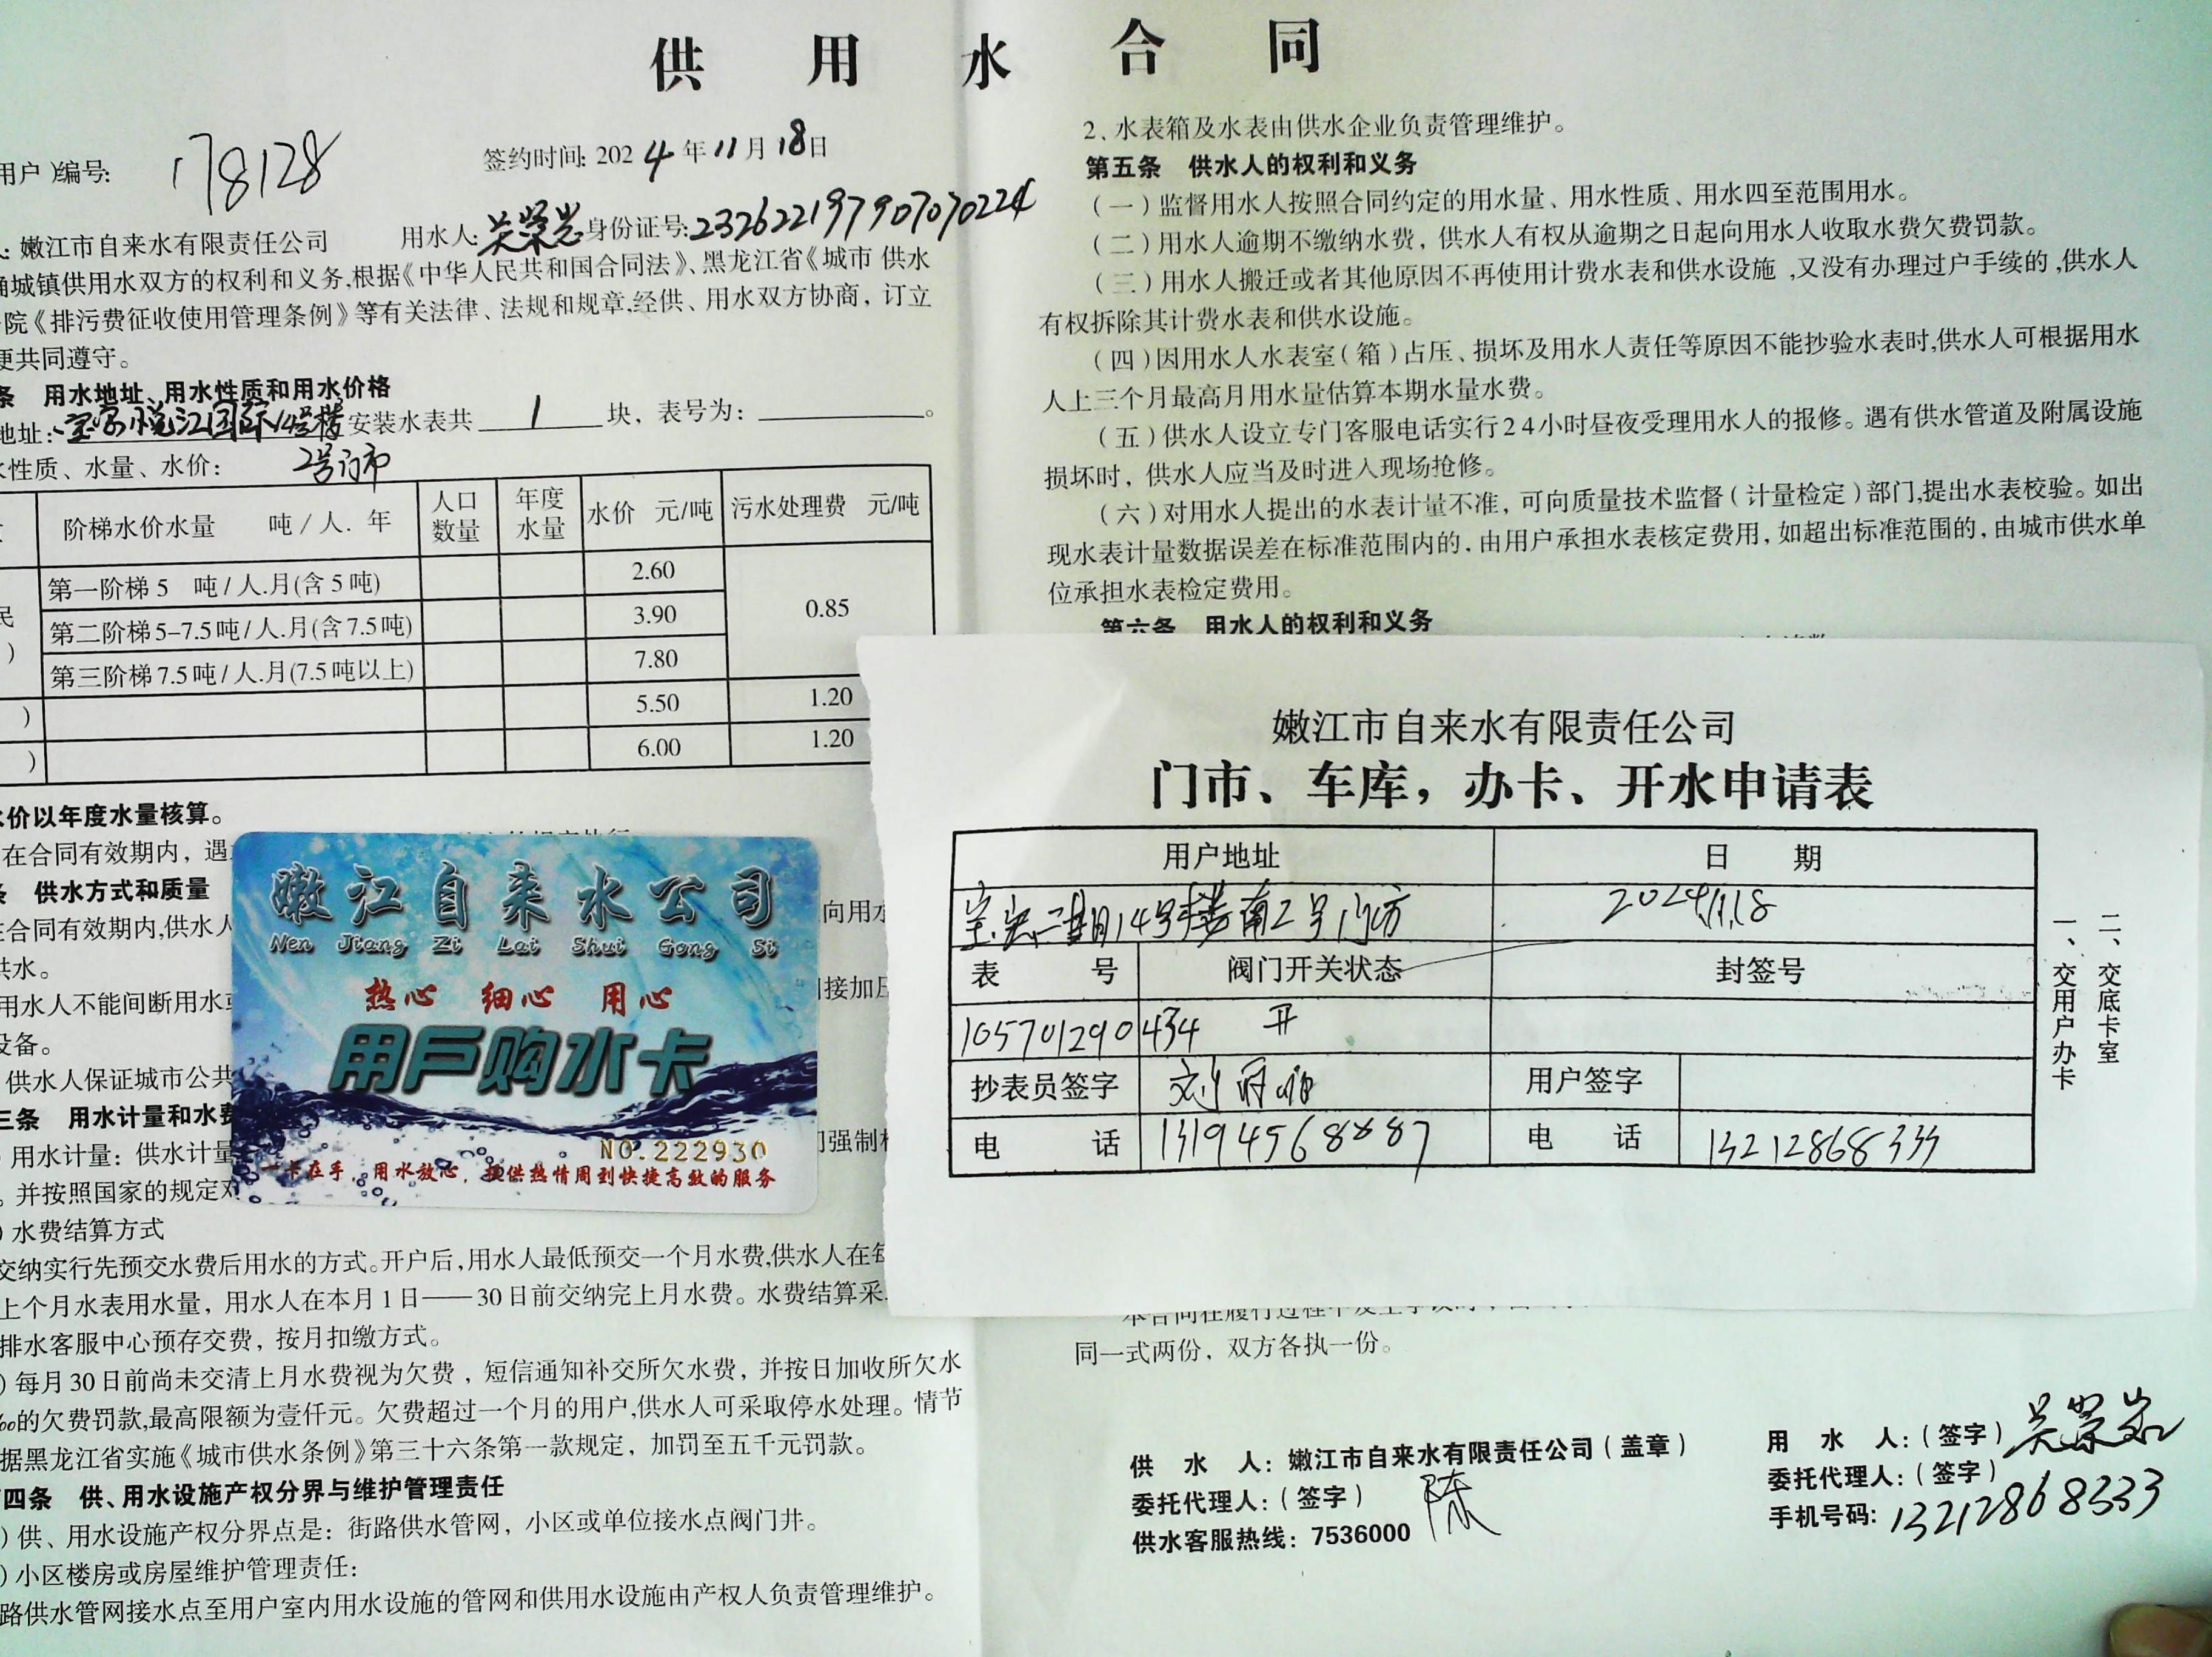 供 用 水 合 同
用户)编号: 178128
签约时间: 2024年11月18日
: 嫩江市自来水有限责任公司 用水人: 吴荣 身份证号: 232622197907070224
城镇供用水双方的权利和义务,根据《中华人民共和国合同法》、黑龙江省《城市 供水
院《排污费征收使用管理条例》等有关法律、法规和规章,经供、用水双方协商，订立
更共同遵守。
条 用水地址、用水性质和用水价格
地址: 宝宏悦江国际14号楼 安装水表共 1 块，表号为:
水性质、水量、水价: 2号门市
阶梯水价水量 吨/人. 年 人口数量 年度水量 水价 元/吨 污水处理费 元/吨
第一阶梯 5 吨/人.月(含 5 吨) 2.60
民 第二阶梯 5-7.5 吨/人.月(含 7.5 吨) 3.90 0.85
) 第三阶梯 7.5 吨/人.月(7.5 吨以上) 7.80
) 5.50 1.20
) 6.00 1.20
水价以年度水量核算。
在合同有效期内，遇
条 供水方式和质量
在合同有效期内,供水人 向用水
供水。
用水人不能间断用水或 接加压
设备。
供水人保证城市公共
三条 用水计量和水费
)用水计量：供水计量 强制
。并按照国家的规定对
)水费结算方式
交纳实行先预交水费后用水的方式。开户后,用水人最低预交一个月水费,供水人在每
上个月水表用水量，用水人在本月1日——30日前交纳完上月水费。水费结算采
排水客服中心预存交费，按月扣缴方式。
)每月30日前尚未交清上月水费视为欠费，短信通知补交所欠水费，并按日加收所欠水
‰的欠费罚款,最高限额为壹仟元。欠费超过一个月的用户,供水人可采取停水处理。情节
据黑龙江省实施《城市供水条例》第三十六条第一款规定，加罚至五千元罚款。
四条 供、用水设施产权分界与维护管理责任
)供、用水设施产权分界点是：街路供水管网，小区或单位接水点阀门井。
)小区楼房或房屋维护管理责任:
路供水管网接水点至用户室内用水设施的管网和供用水设施由产权人负责管理维护。
2、水表箱及水表由供水企业负责管理维护。
第五条 供水人的权利和义务
(一)监督用水人按照合同约定的用水量、用水性质、用水四至范围用水。
(二)用水人逾期不缴纳水费，供水人有权从逾期之日起向用水人收取水费欠费罚款。
(三)用水人搬迁或者其他原因不再使用计费水表和供水设施,又没有办理过户手续的,供水人
有权拆除其计费水表和供水设施。
(四)因用水人水表室(箱)占压、损坏及用水人责任等原因不能抄验水表时,供水人可根据用水
人上三个月最高月用水量估算本期水量水费。
(五)供水人设立专门客服电话实行24小时昼夜受理用水人的报修。遇有供水管道及附属设施
损坏时，供水人应当及时进入现场抢修。
(六)对用水人提出的水表计量不准，可向质量技术监督(计量检定)部门,提出水表校验。如出
现水表计量数据误差在标准范围内的，由用户承担水表核定费用，如超出标准范围的，由城市供水单
位承担水表检定费用。
第六条 用水人的权利和义务
嫩江市自来水有限责任公司
门市、车库，办卡、开水申请表
用户地址 日 期
宝宏二期14号楼南2号门市 2024.11.18
表 号 阀门开关状态 封签号
105701290434 开
抄表员签字 用户签字
电 话 13194568887 电 话 13212868333
一、交用户办卡
二、交底卡室
嫩江自来水公司
Nen Jiang Zi Lai Shui Gong Si
热心 细心 用心
用戶购水卡
NO.222930
一卡在手，用水放心，提供热情周到快捷高效的服务
本合同在履行过程中发生争议时，
同一式两份，双方各执一份。
供 水 人: 嫩江市自来水有限责任公司(盖章)
委托代理人:(签字) 陈
供水客服热线: 7536000
用 水 人:(签字) 吴荣
委托代理人:(签字)
手机号码: 13212868333